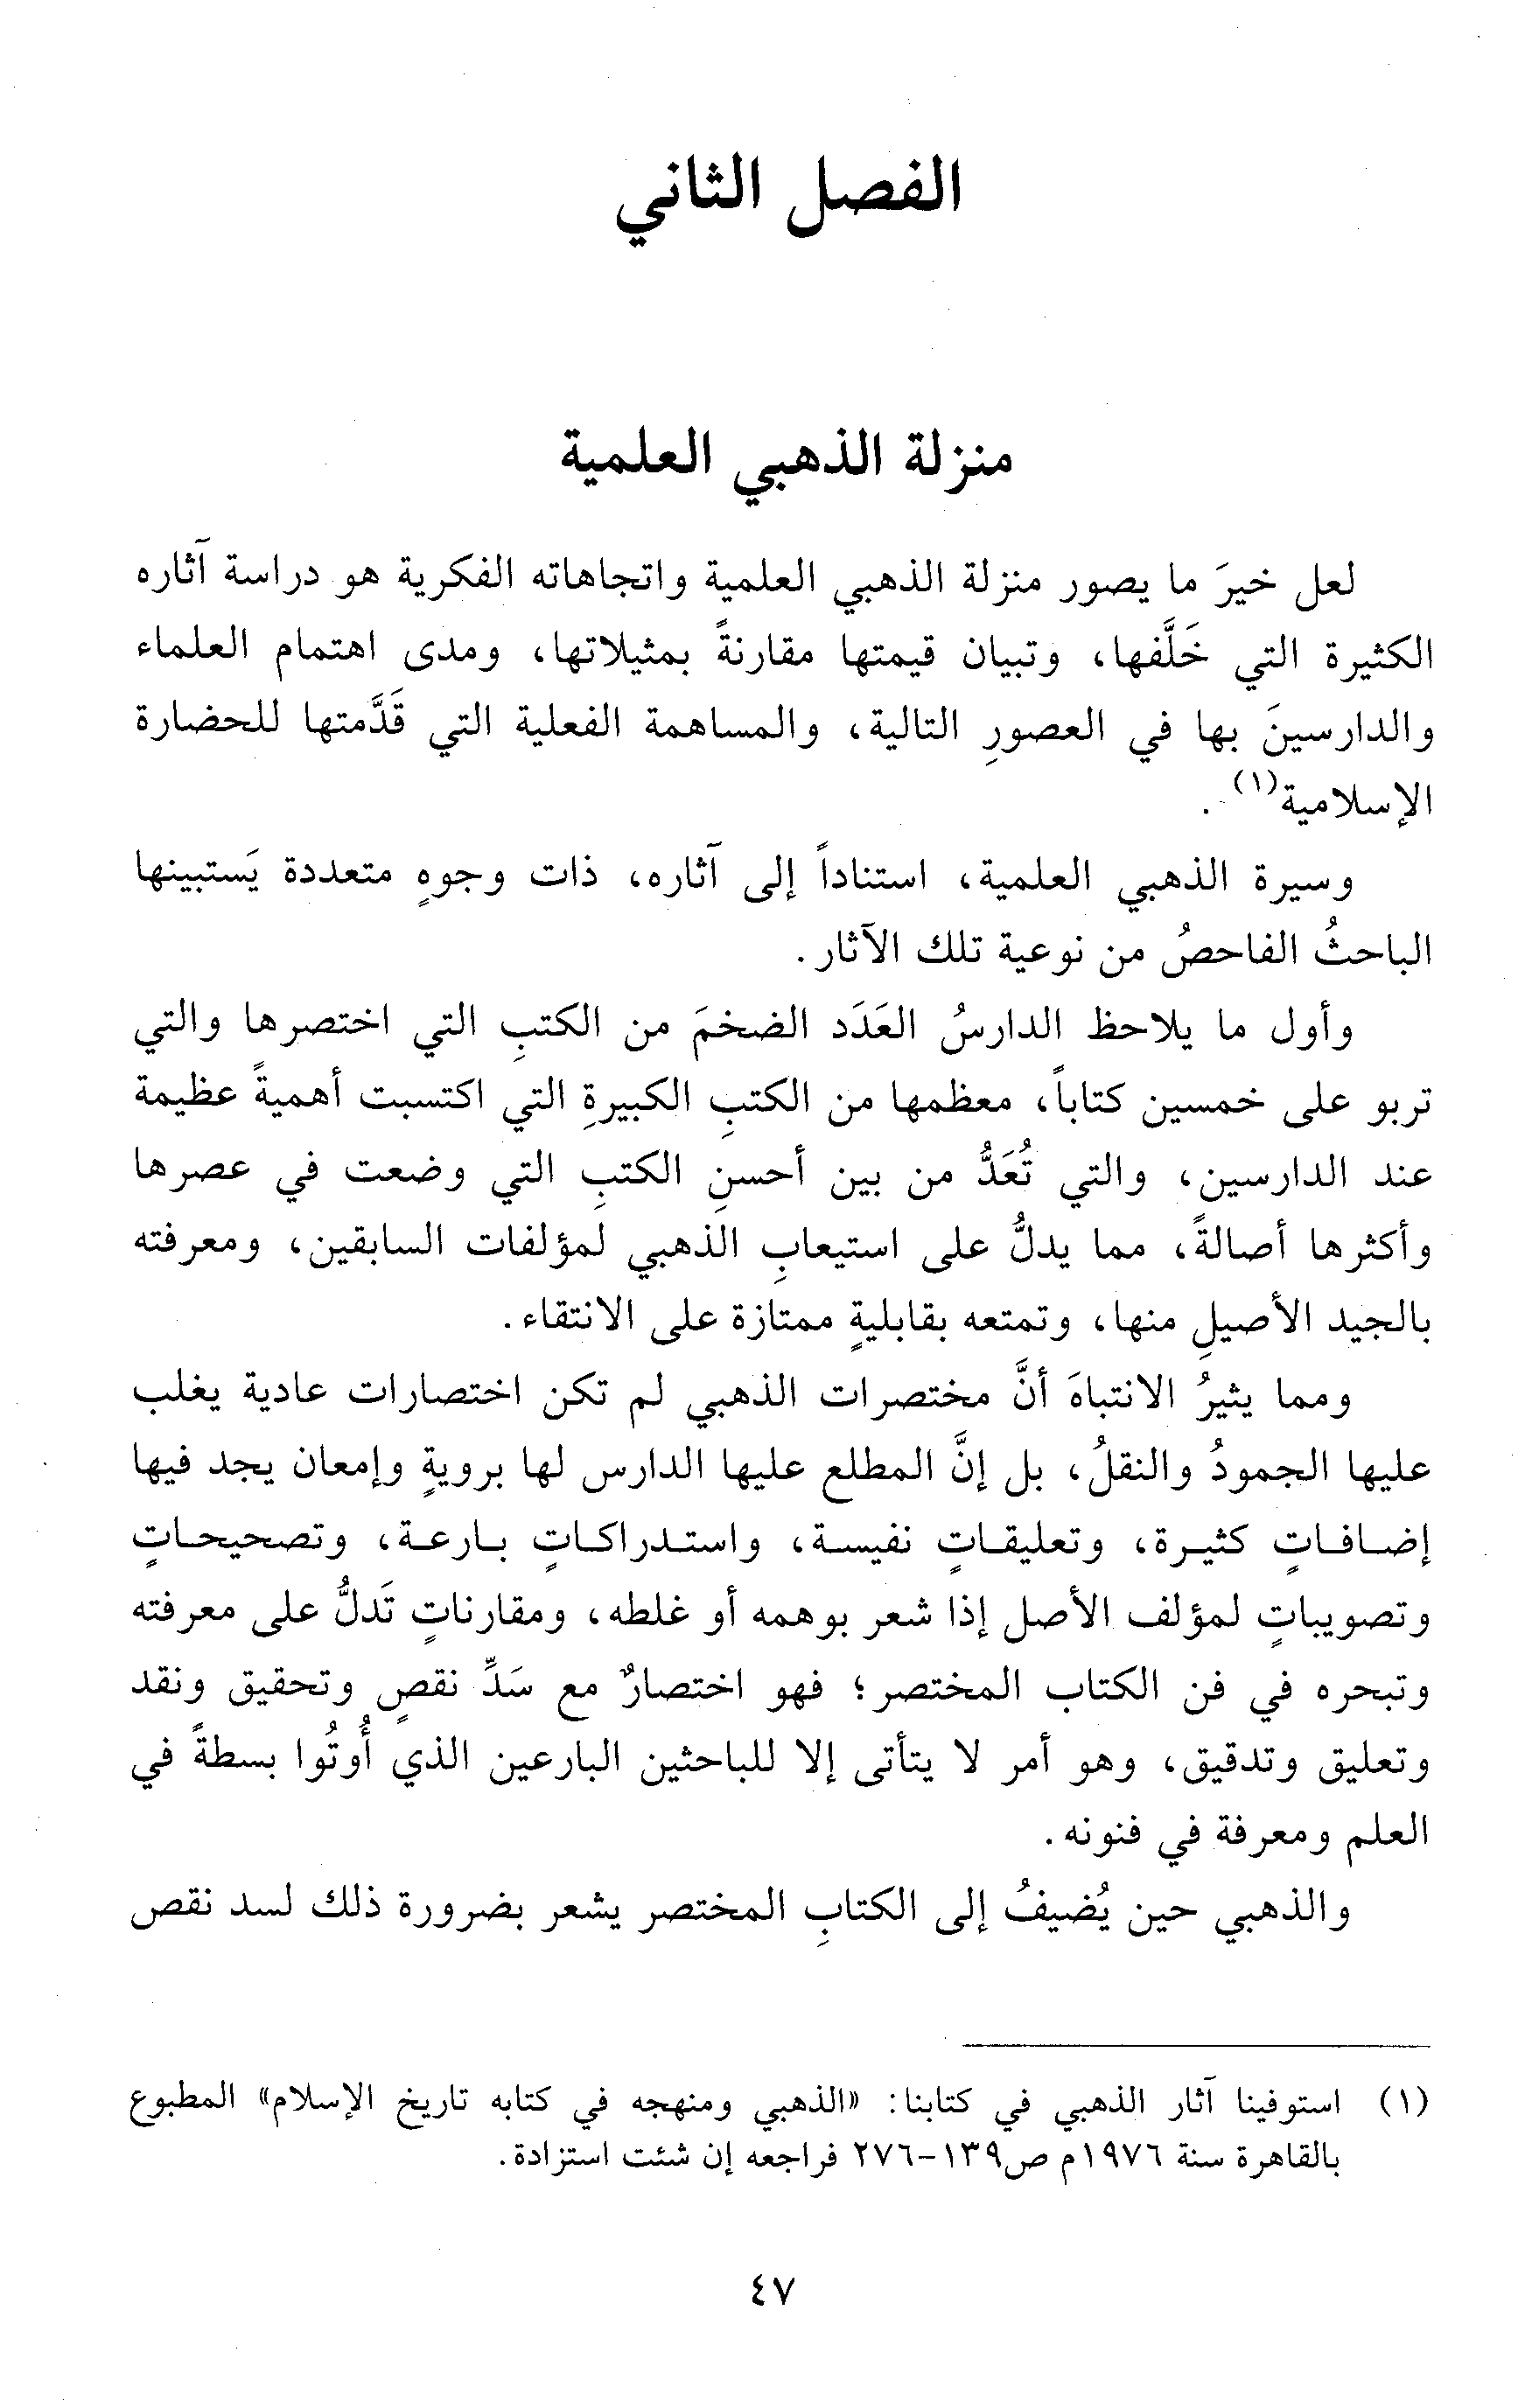 الفصل الثاني
منزلة الذهبي العلمية
لعل خيرَ ما يصور منزلة الذهبي العلمية واتجاهاته الفكرية هو دراسة آثاره
الكثيرة التي خَلَّفها، وتبيان قيمتها مقارنةً بمثيلاتها، ومدى اهتمام العلماء
والدارسينَ بها في العصورِ التالية، والمساهمة الفعلية التي قَدَّمتها للحضارة
الإسلامية(١).
وسيرة الذهبي العلمية، استناداً إلى آثاره، ذات وجوهٍ متعددة يَستبينها
الباحثُ الفاحصُ من نوعية تلك الآثار.
وأول ما يلاحظ الدارسُ العَدَد الضخمَ من الكتبِ التي اختصرها والتي
تربو على خمسين كتاباً، معظمها من الكتبِ الكبيرةِ التي اكتسبت أهميةً عظيمة
عند الدارسين، والتي تُعَدُّ من بين أحسنِ الكتبِ التي وضعت في عصرها
وأكثرها أصالةً، مما يدلُّ على استيعابِ الذهبي لمؤلفات السابقين، ومعرفته
بالجيد الأصيلِ منها، وتمتعه بقابليةٍ ممتازة على الانتقاء.
ومما يثيرُ الانتباهَ أنَّ مختصرات الذهبي لم تكن اختصارات عادية يغلب
عليها الجمودُ والنقلُ، بل إنَّ المطلع عليها الدارس لها برويةٍ وإمعان يجد فيها
إضافاتٍ كثيرة، وتعليقاتٍ نفيسة، واستدراكاتٍ بارعة، وتصحيحاتٍ
وتصويباتٍ لمؤلف الأصل إذا شعر بوهمه أو غلطه، ومقارناتٍ تَدلُّ على معرفته
وتبحره في فن الكتاب المختصر؛ فهو اختصارٌ مع سَدِّ نقصٍ وتحقيق ونقد
وتعليق وتدقيق، وهو أمر لا يتأتى إلا للباحثين البارعين الذي أُوتُوا بسطةً في
العلم ومعرفة في فنونه.
والذهبي حين يُضيفُ إلى الكتابِ المختصر يشعر بضرورة ذلك لسد نقص
(١) استوفينا آثار الذهبي في كتابنا: «الذهبي ومنهجه في كتابه تاريخ الإسلام» المطبوع
بالقاهرة سنة ١٩٧٦م ص١٣٩-٢٧٦ فراجعه إن شئت استزادة.
٤٧